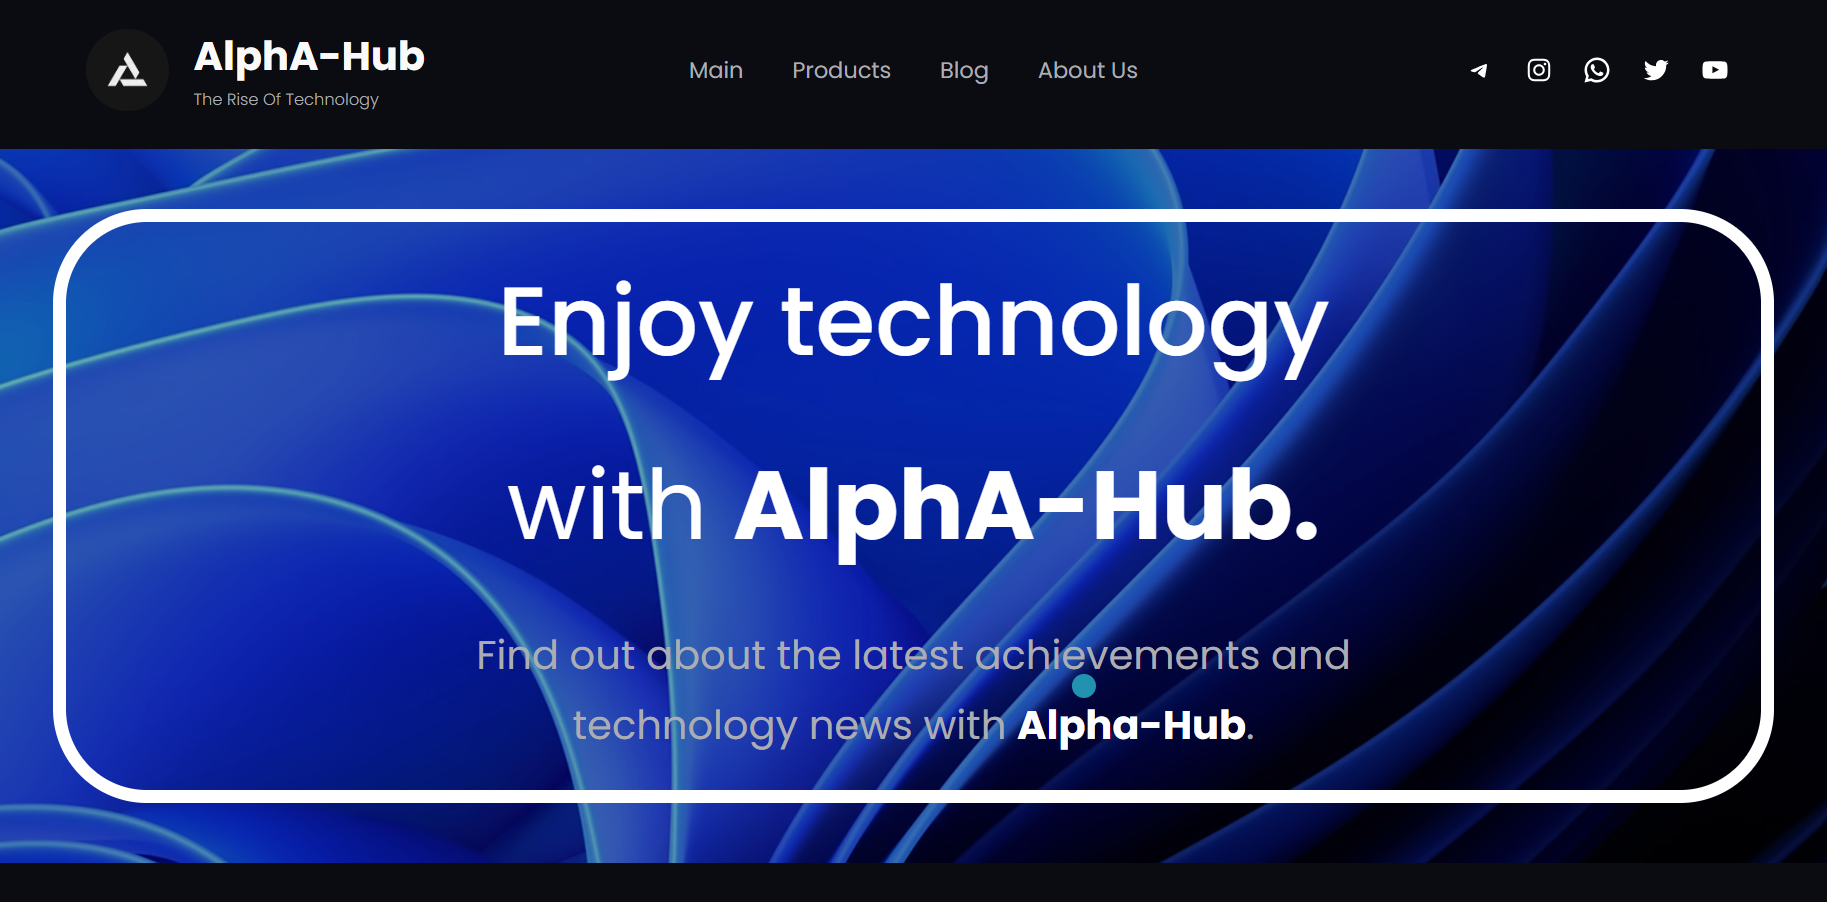 AlphA-Hub
The Rise Of Technology
Main Products Blog About Us
Enjoy technology
with AlphA-Hub.
Find out about the latest achievements and
technology news with Alpha-Hub.